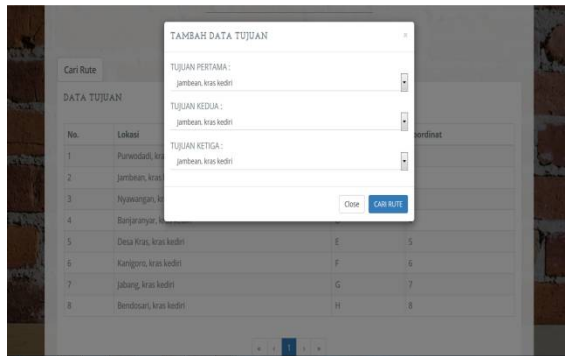 TAMBAH DATA TUJUAN
×
TUJUAN PERTAMA :
Jambean, kras kediri
TUJUAN KEDUA :
Jambean, kras kediri
TUJUAN KETIGA :
Jambean, kras kediri
Close CARI RUTE
Cari Rute
DATA TUJUAN
No. Lokasi oordinat
1 Purwodadi, kra
2 Jambean, kras
3 Nyawangan, kr
4 Banjaranyar, k
5 Desa Kras, kras kediri E 5
6 Kanigoro, kras kediri F 6
7 Jabang, kras kediri G 7
8 Bendosari, kras kediri H 8
« ‹ 1 › »